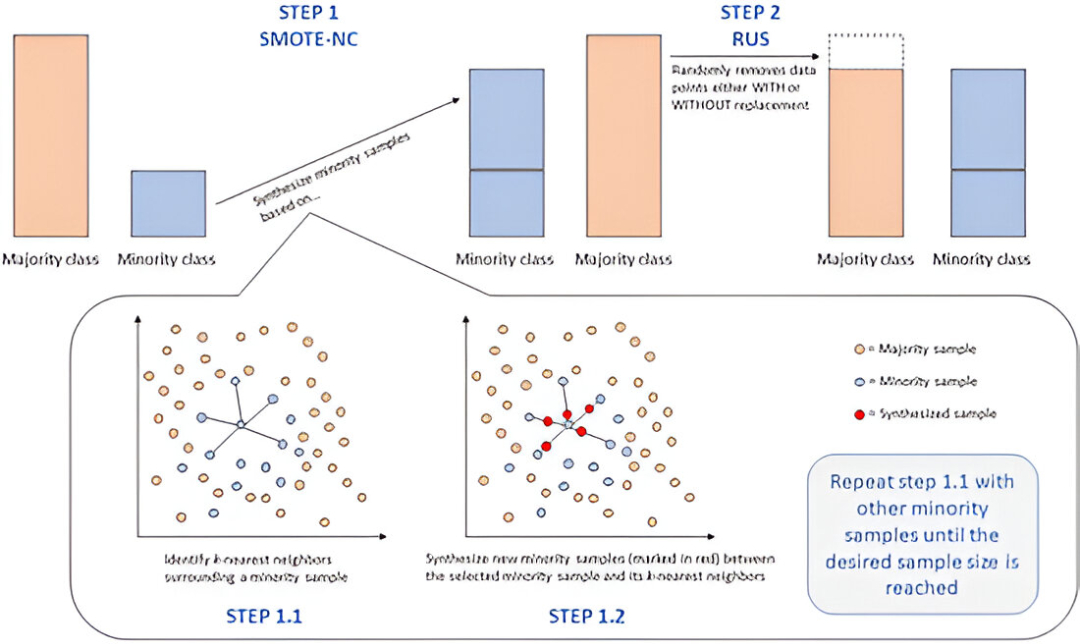 STEP 1
SMOTE-NC
STEP 2
RUS
Randomly removes data
points either WITH or
WITHOUT replacement
Synthesize minority samples
based on...
Majority class
Minority class
Minority class
Majority class
Majority class
Minority class
= Majority sample
= Minority sample
= Synthesized sample
Repeat step 1.1 with
other minority
samples until the
desired sample size is
reached
Identify k-nearest neighbors
surrounding a minority sample
Synthesize new minority samples (marked in red) between
the selected minority sample and its k-nearest neighbors
STEP 1.1
STEP 1.2